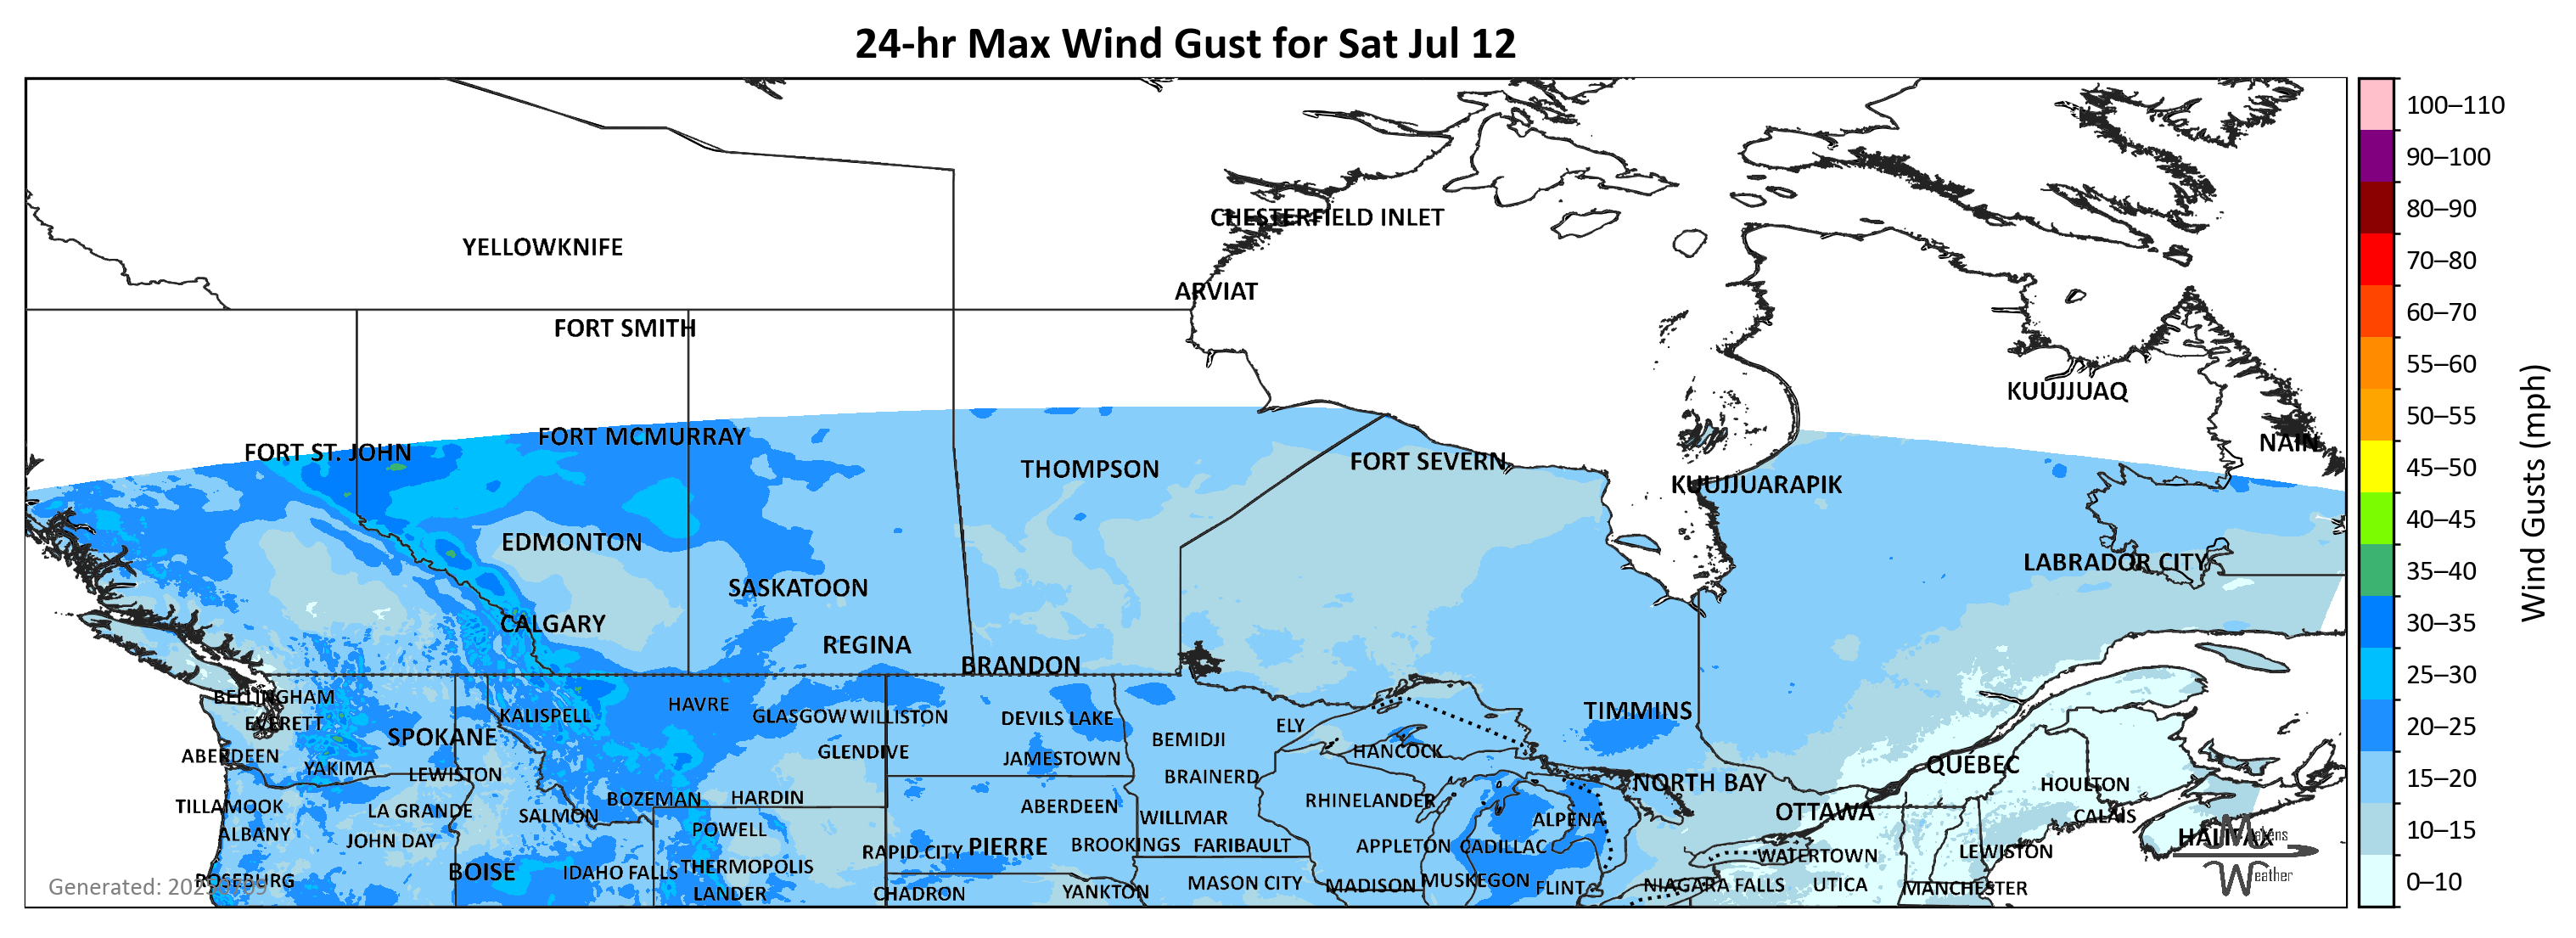 24-hr Max Wind Gust for Sat Jul 12
100–110
90–100
80–90
70–80
60–70
55–60
50–55
45–50
40–45
35–40
30–35
25–30
20–25
15–20
10–15
0–10
Wind Gusts (mph)
CHESTERFIELD INLET
YELLOWKNIFE
ARVIAT
FORT SMITH
KUUJJUAQ
FORT MCMURRAY
NAIN
FORT ST. JOHN
FORT SEVERN
THOMPSON
KUUJJUARAPIK
EDMONTON
LABRADOR CITY
SASKATOON
CALGARY
REGINA
BRANDON
BELLINGHAM
HAVRE
TIMMINS
KALISPELL
GLASGOW WILLISTON
DEVILS LAKE
EVERETT
ELY
SPOKANE
BEMIDJI
GLENDIVE
HANCOCK
ABERDEEN
JAMESTOWN
QUÉBEC
YAKIMA
LEWISTON
BRAINERD
NORTH BAY
HOULTON
BOZEMAN
HARDIN
RHINELANDER
TILLAMOOK
ABERDEEN
LA GRANDE
SALMON
OTTAWA
CALAIS
WILLMAR
ALPENA
POWELL
ALBANY
HALIFAX
JOHN DAY
PIERRE
BROOKINGS
FARIBAULT
APPLETON
CADILLAC
RAPID CITY
LEWISTON
WATERTOWN
THERMOPOLIS
BOISE
IDAHO FALLS
ROSEBURG
MUSKEGON
MASON CITY
MADISON
FLINT
NIAGARA FALLS
UTICA
MANCHESTER
LANDER
CHADRON
YANKTON
Generated:
Weather